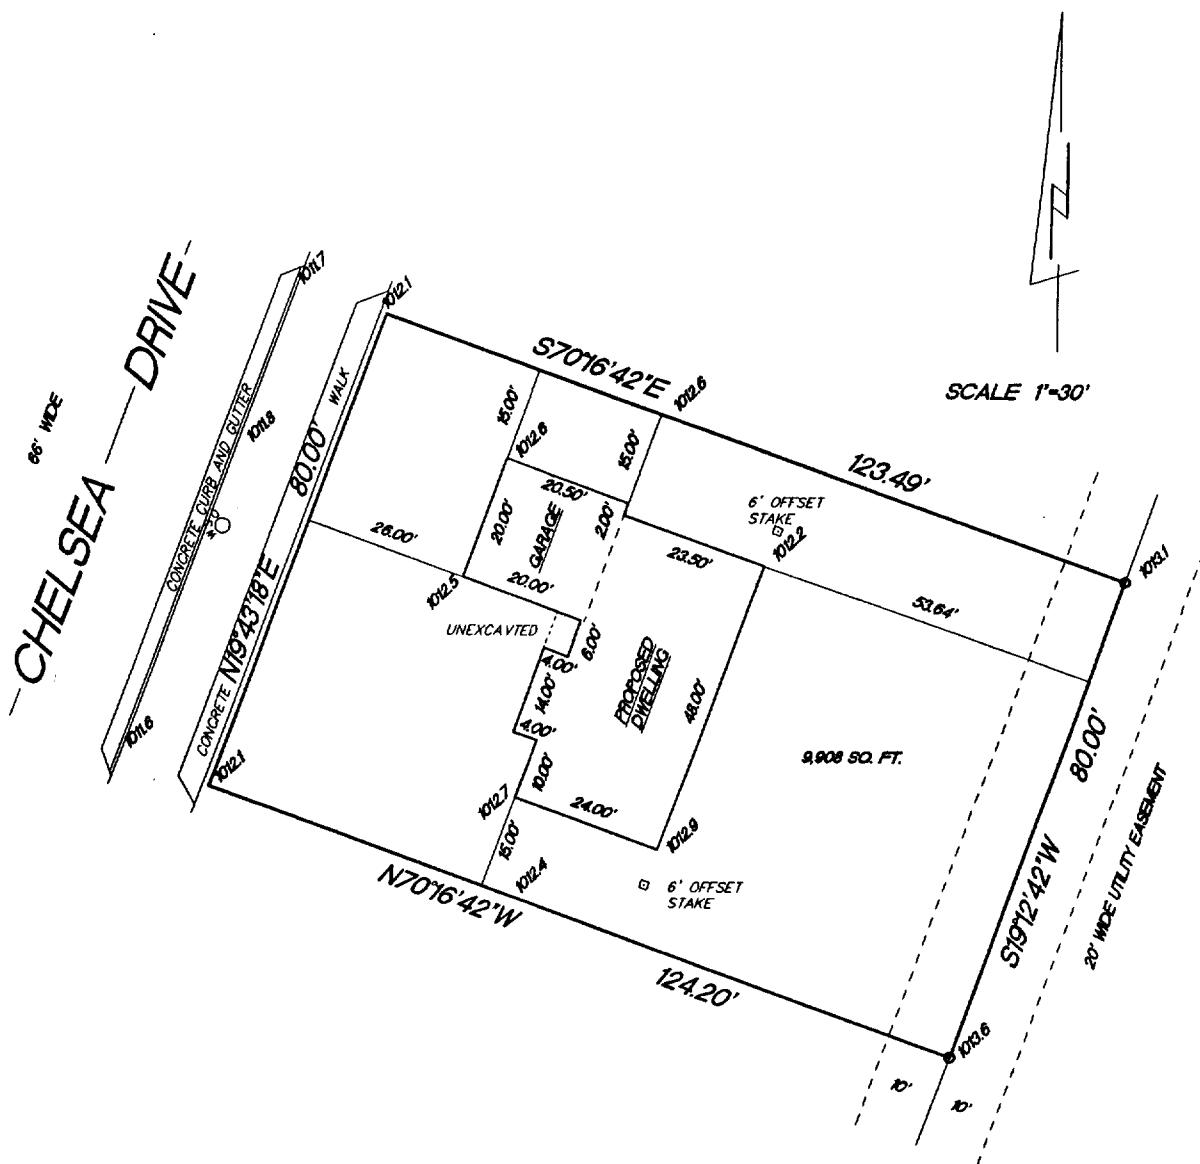 1011.7
1012.1
CHELSEA DRIVE
66' WIDE
CONCRETE CURB AND GUTTER
1011.8
1011.6
CONCRETE WALK
N19°43'18"E 80.00'
1012.1
S70°16'42"E
1012.6
SCALE 1"=30'
123.49'
15.00'
1012.6
15.00'
20.50'
2.00'
20.00'
GARAGE
26.00'
1012.5
20.00'
6' OFFSET
STAKE
1012.2
23.50'
53.64'
1013.1
UNEXCAVTED
6.00'
4.00'
14.00'
4.00'
10.00'
PROPOSED
DWELLING
48.00'
9,908 SQ. FT.
80.00'
S19°12'42"W
20' WIDE UTILITY EASEMENT
1012.7
24.00'
1012.9
15.00'
1012.4
6' OFFSET
STAKE
N70°16'42"W
124.20'
1013.6
10'
10'